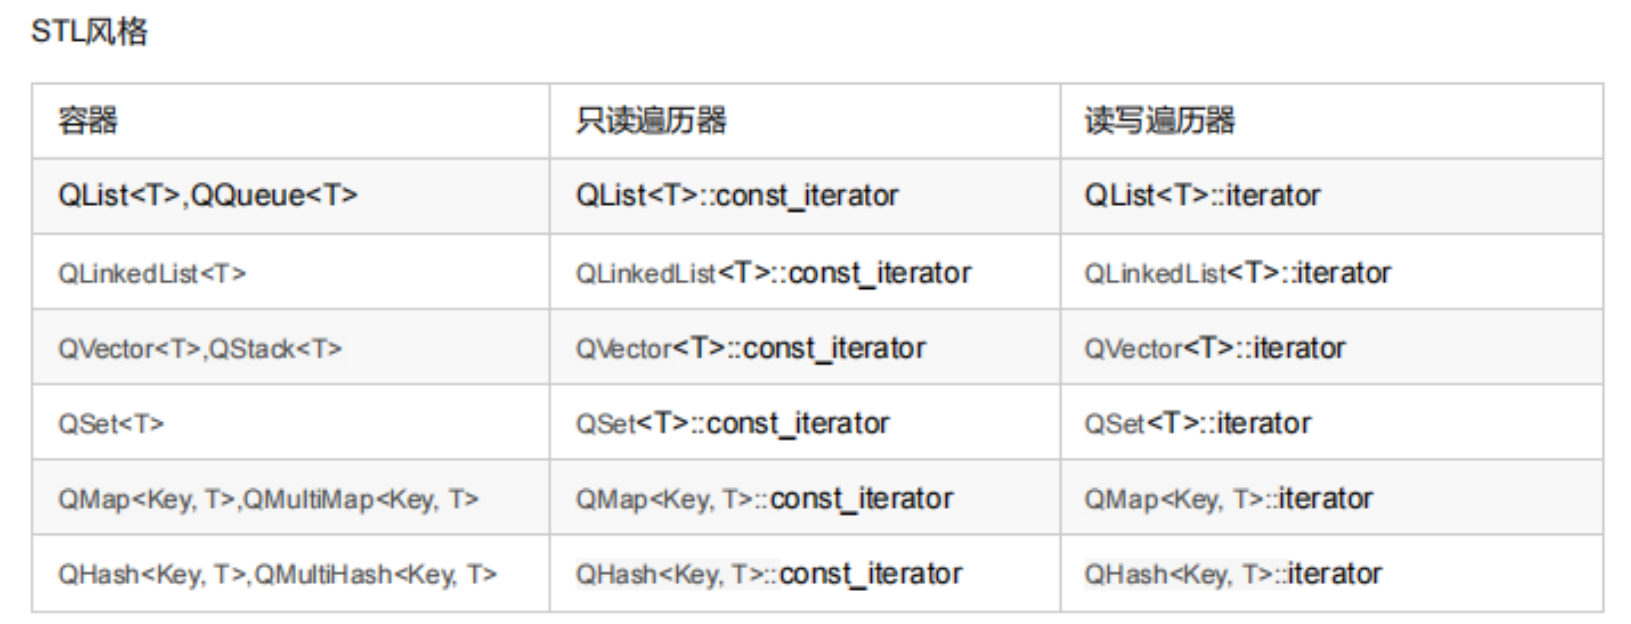 STL风格
容器 只读遍历器 读写遍历器
QList<T>,QQueue<T> QList<T>::const_iterator QList<T>::iterator
QLinkedList<T> QLinkedList<T>::const_iterator QLinkedList<T>::iterator
QVector<T>,QStack<T> QVector<T>::const_iterator QVector<T>::iterator
QSet<T> QSet<T>::const_iterator QSet<T>::iterator
QMap<Key, T>,QMultiMap<Key, T> QMap<Key, T>::const_iterator QMap<Key, T>::iterator
QHash<Key, T>,QMultiHash<Key, T> QHash<Key, T>::const_iterator QHash<Key, T>::iterator